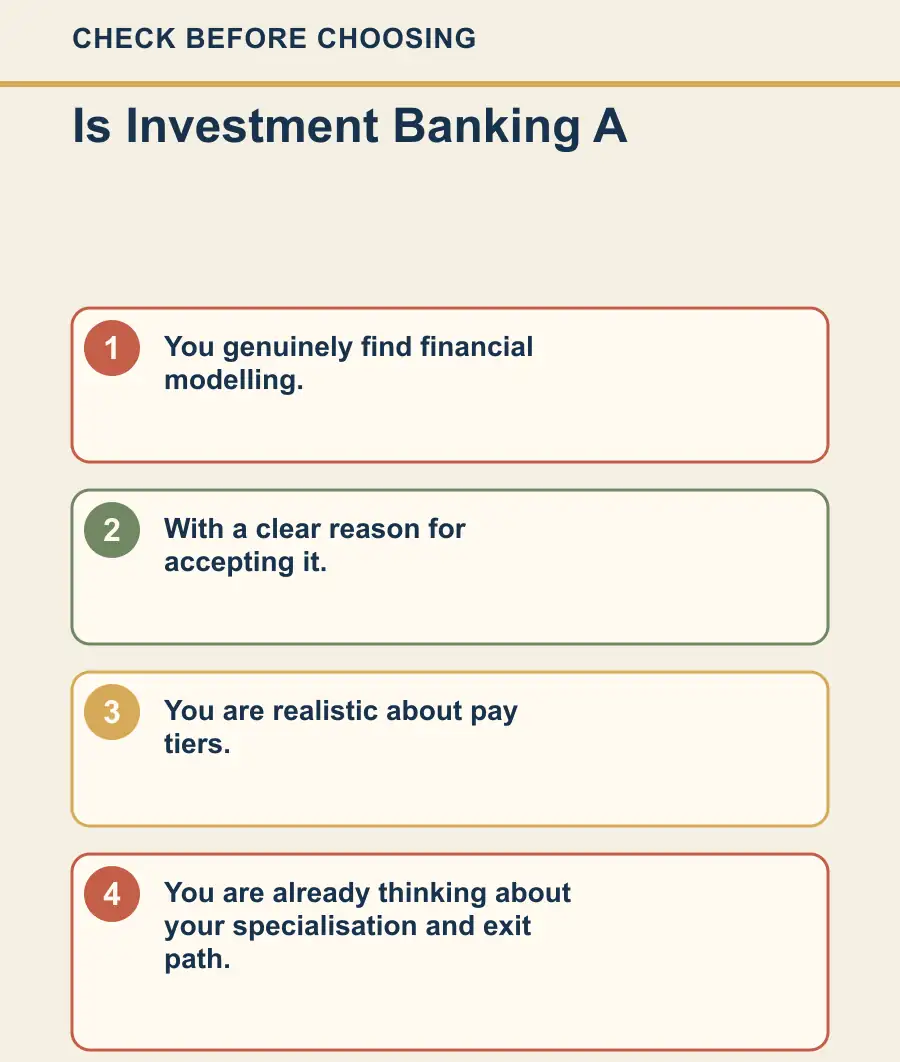 CHECK BEFORE CHOOSING
Is Investment Banking A
1
You genuinely find financial
modelling.
2
With a clear reason for
accepting it.
3
You are realistic about pay
tiers.
4
You are already thinking about
your specialisation and exit
path.